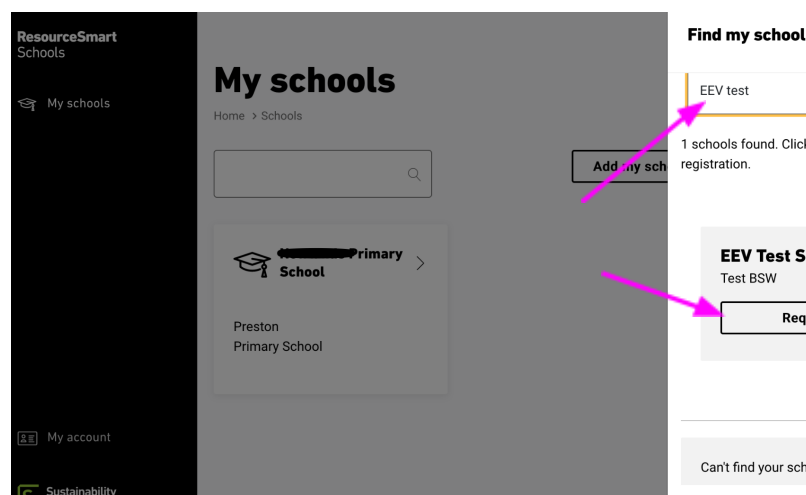 ResourceSmart
Schools
My schools
My schools
Home > Schools
Add my sch
Primary
School
Preston
Primary School
My account
Sustainability
Find my school
EEV test
1 schools found. Click
registration.
EEV Test S
Test BSW
Req
Can't find your sch